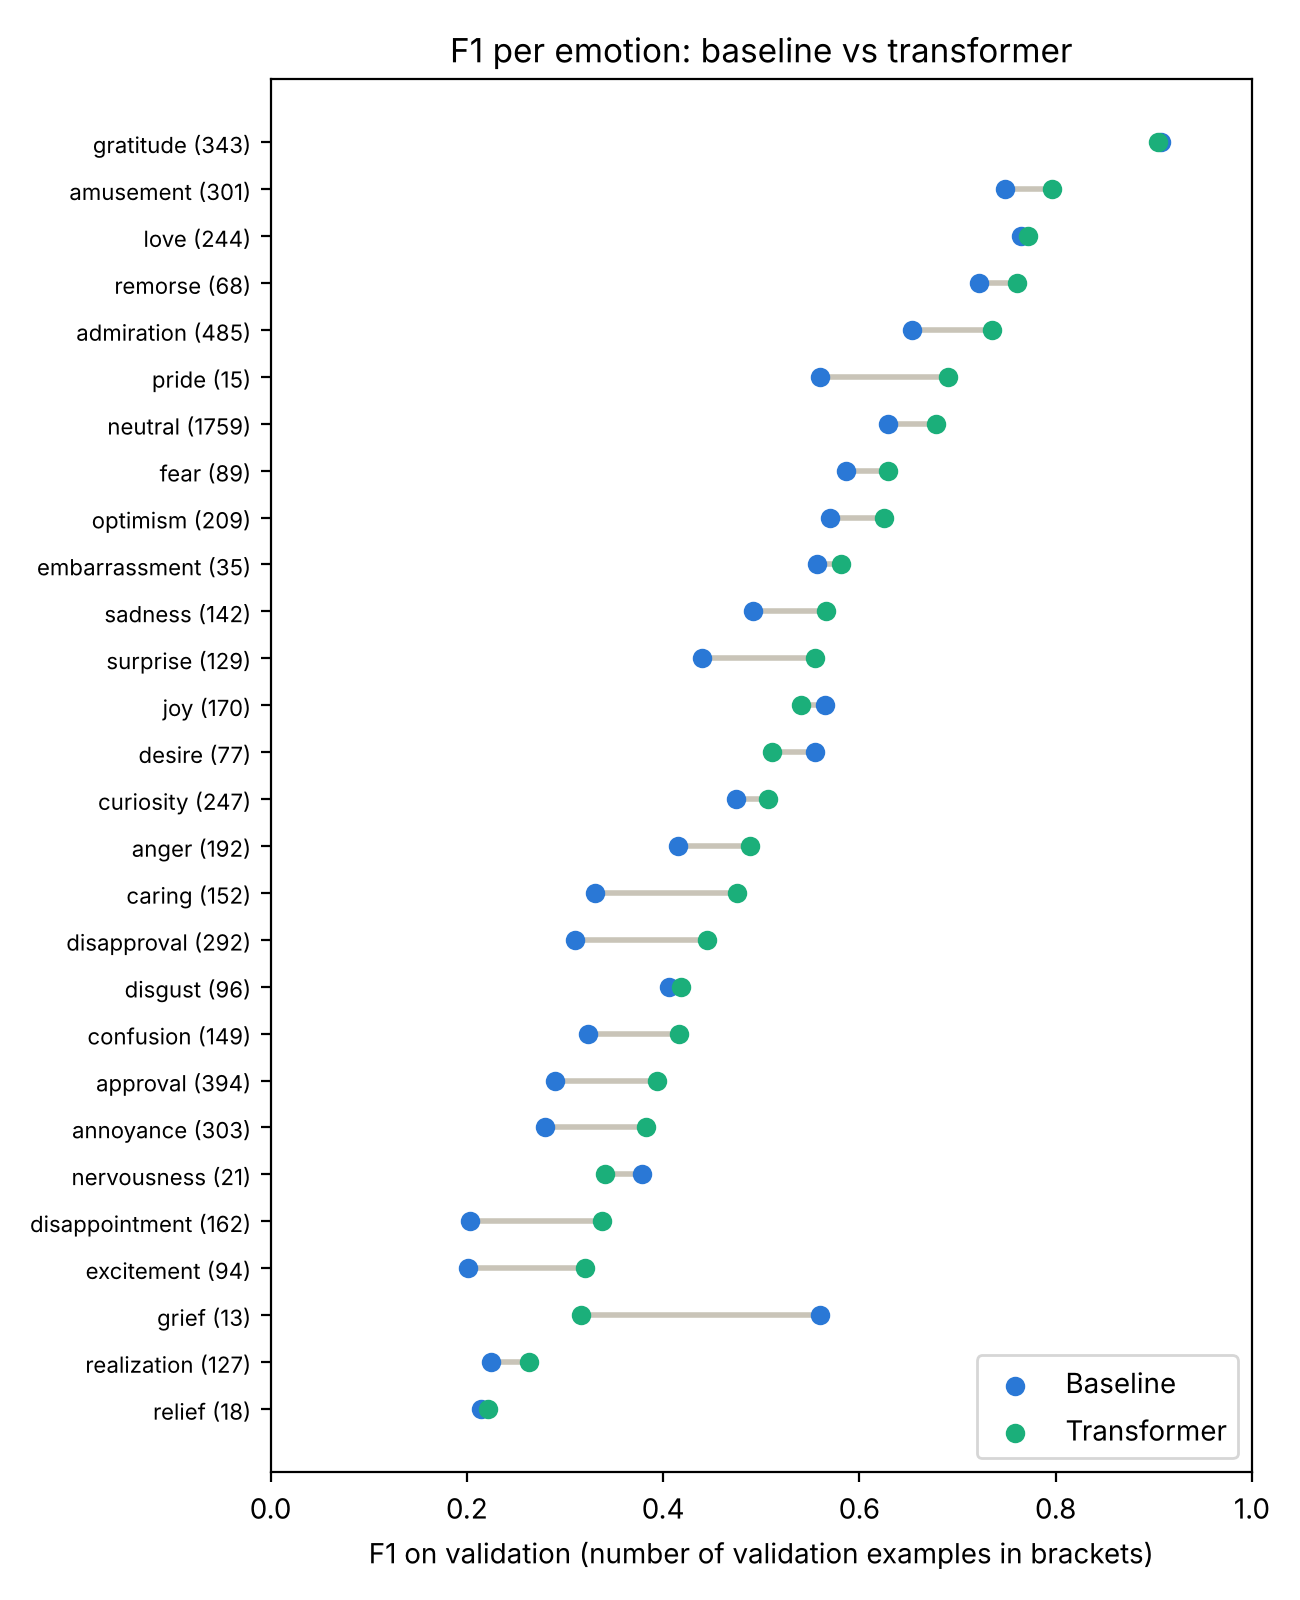 F1 per emotion: baseline vs transformer
gratitude (343)
amusement (301)
love (244)
remorse (68)
admiration (485)
pride (15)
neutral (1759)
fear (89)
optimism (209)
embarrassment (35)
sadness (142)
surprise (129)
joy (170)
desire (77)
curiosity (247)
anger (192)
caring (152)
disapproval (292)
disgust (96)
confusion (149)
approval (394)
annoyance (303)
nervousness (21)
disappointment (162)
excitement (94)
grief (13)
realization (127)
relief (18)
Baseline
Transformer
0.0 0.2 0.4 0.6 0.8 1.0
F1 on validation (number of validation examples in brackets)